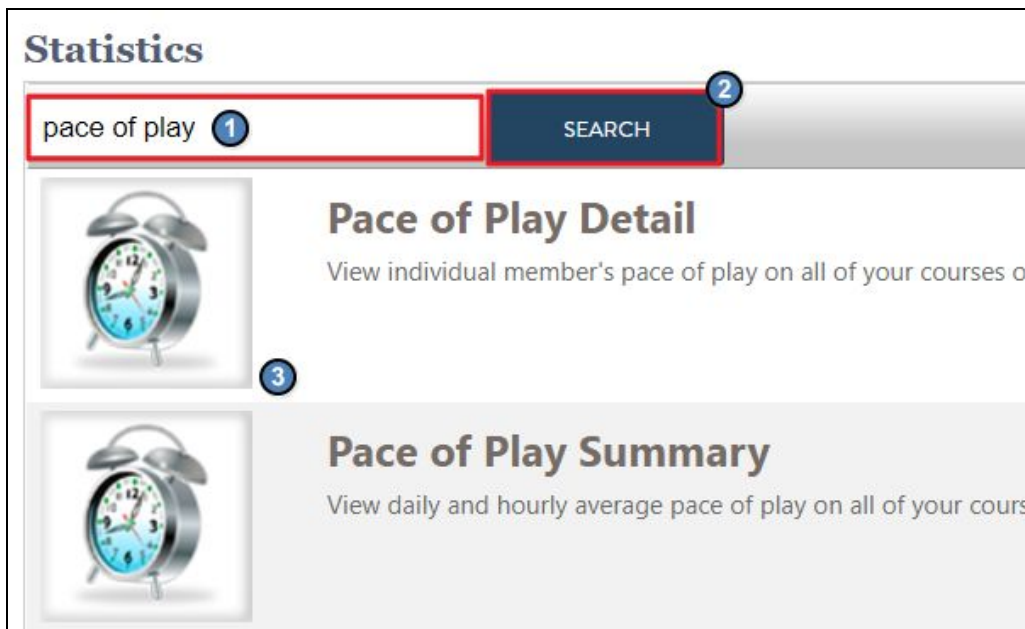 Statistics
pace of play 1
SEARCH
2
Pace of Play Detail
View individual member's pace of play on all of your courses o
3
Pace of Play Summary
View daily and hourly average pace of play on all of your cours